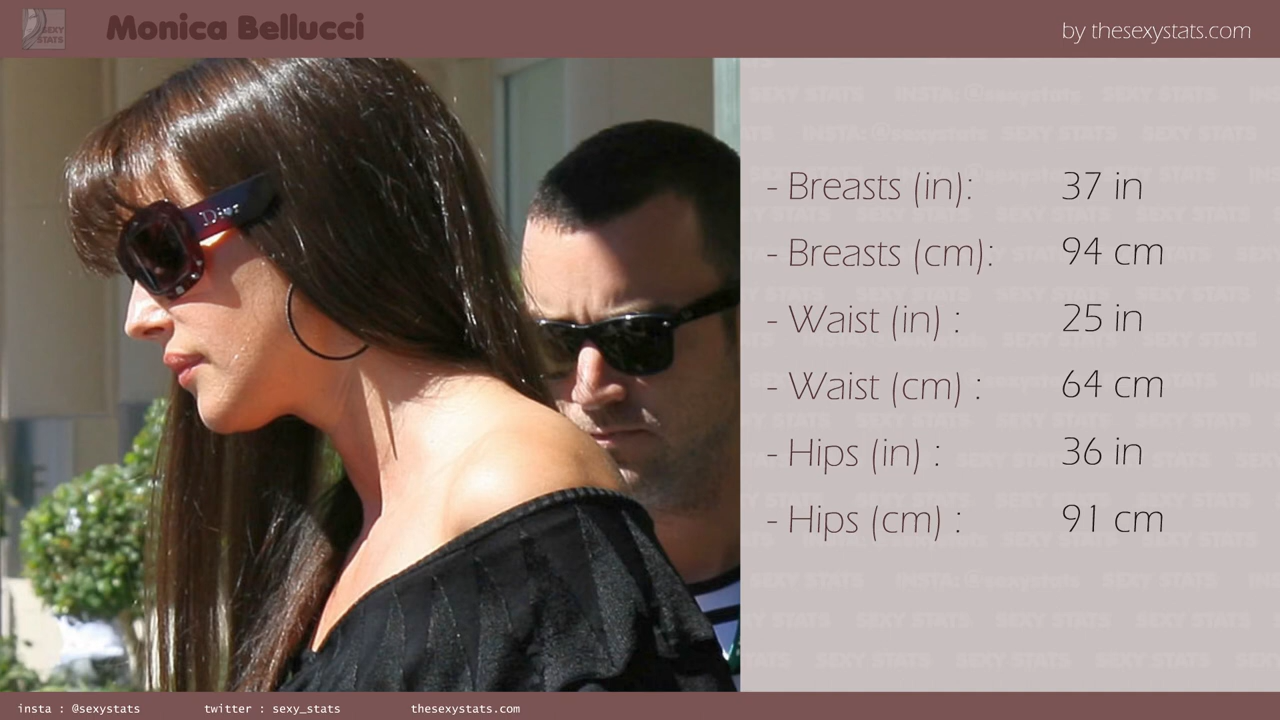 SEXY STATS
Monica Bellucci
by thesexystats.com
Dior
- Breasts (in): 37 in
- Breasts (cm): 94 cm
- Waist (in) : 25 in
- Waist (cm) : 64 cm
- Hips (in) : 36 in
- Hips (cm) : 91 cm
insta : @sexystats twitter : sexy_stats thesexystats.com